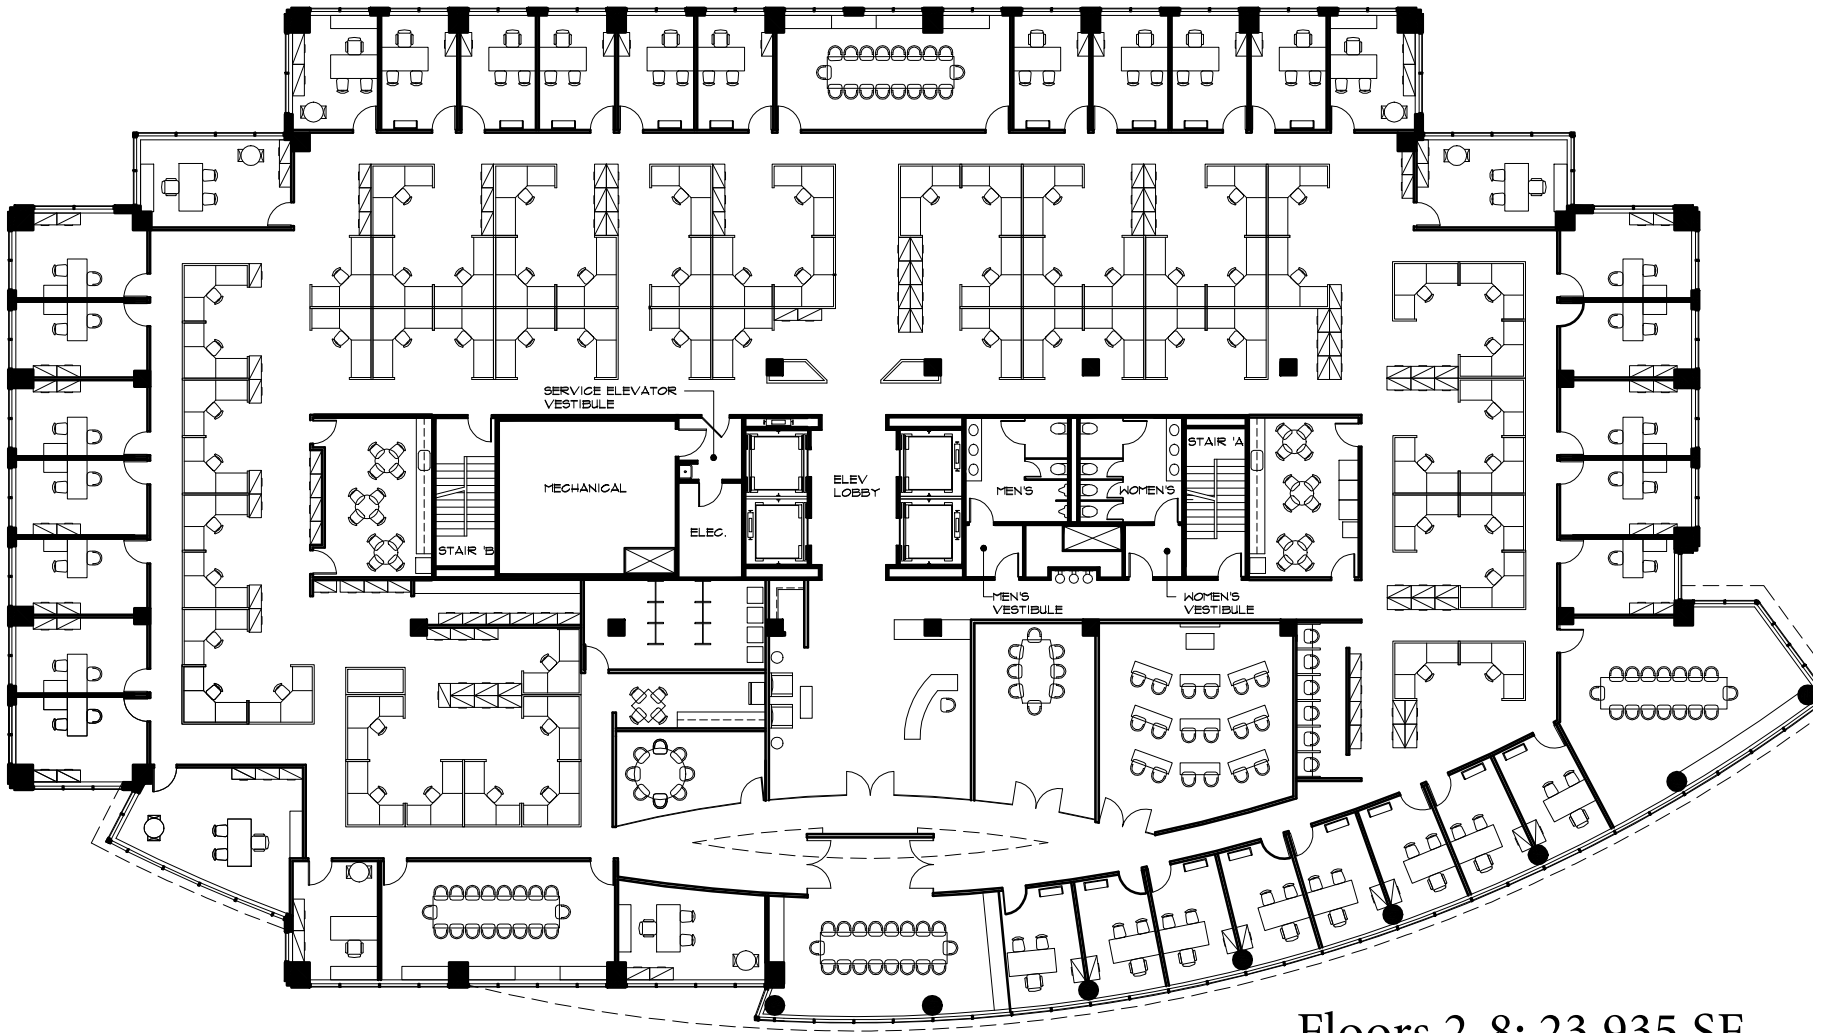 SERVICE ELEVATOR
VESTIBULE
STAIR 'A
ELEV
LOBBY
MECHANICAL
MEN'S
WOMEN'S
ELEC.
STAIR 'B
MEN'S
VESTIBULE
WOMEN'S
VESTIBULE
Floors 2-8: 23,935 SF